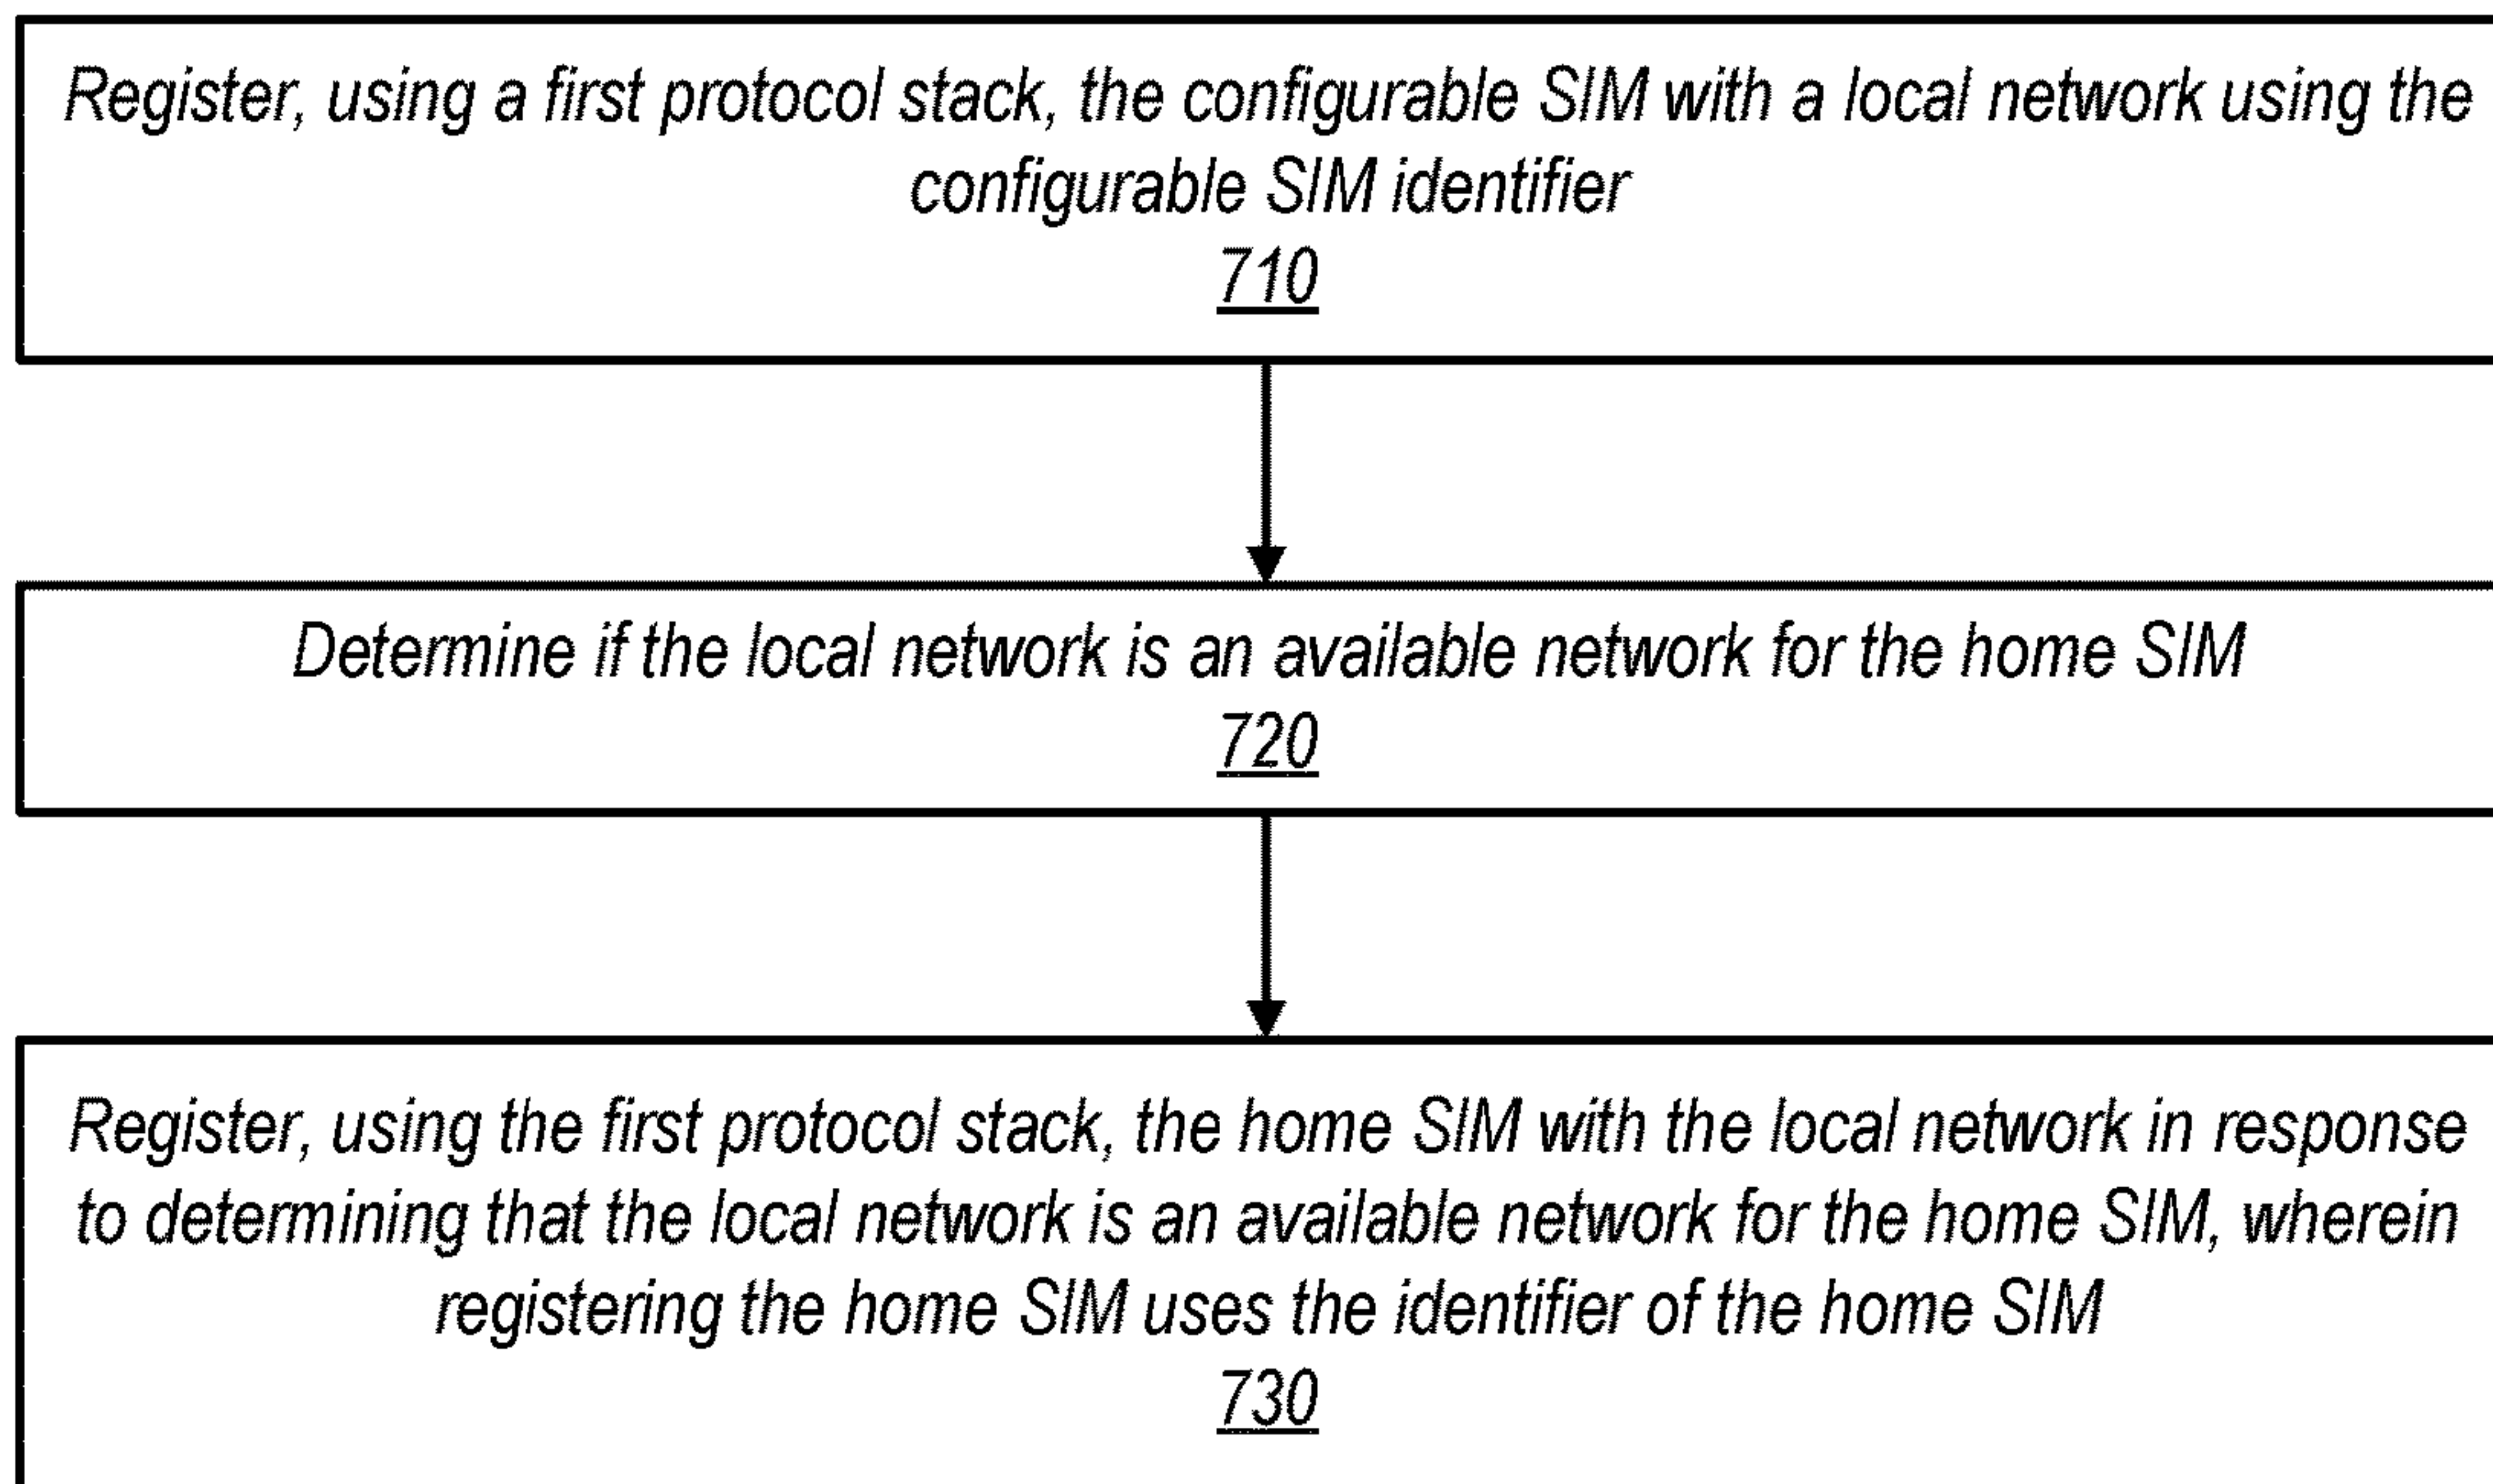 Register, using a first protocol stack, the configurable SIM with a local network using the
configurable SIM identifier
710
Determine if the local network is an available network for the home SIM
720
Register, using the first protocol stack, the home SIM with the local network in response
to determining that the local network is an available network for the home SIM, wherein
registering the home SIM uses the identifier of the home SIM
730